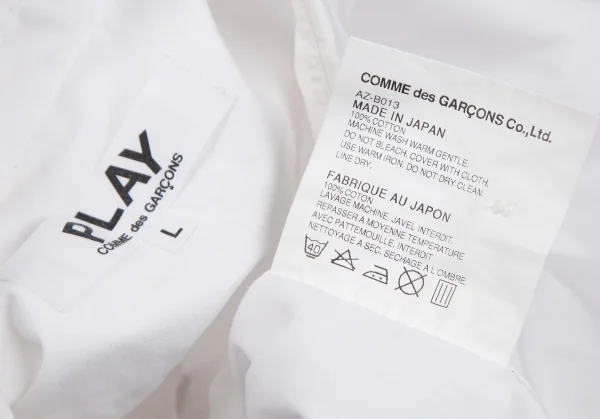 PLAY
COMME des GARÇONS
L
COMME des GARÇONS Co., Ltd.
AZ-B013
MADE IN JAPAN
100% COTTON
MACHINE WASH WARM GENTLE.
DO NOT BLEACH. COVER WITH CLOTH,
USE WARM IRON. DO NOT DRY CLEAN.
LINE DRY.
FABRIQUE AU JAPON
100% COTTON
LAVAGE MACHINE. JAVEL INTERDIT.
REPASSER A MOYENNE TEMPERATURE
AVEC PATTEMOUILLE. INTERDIT
NETTOYAGE A SEC. SECHAGE A L'OMBRE.
40